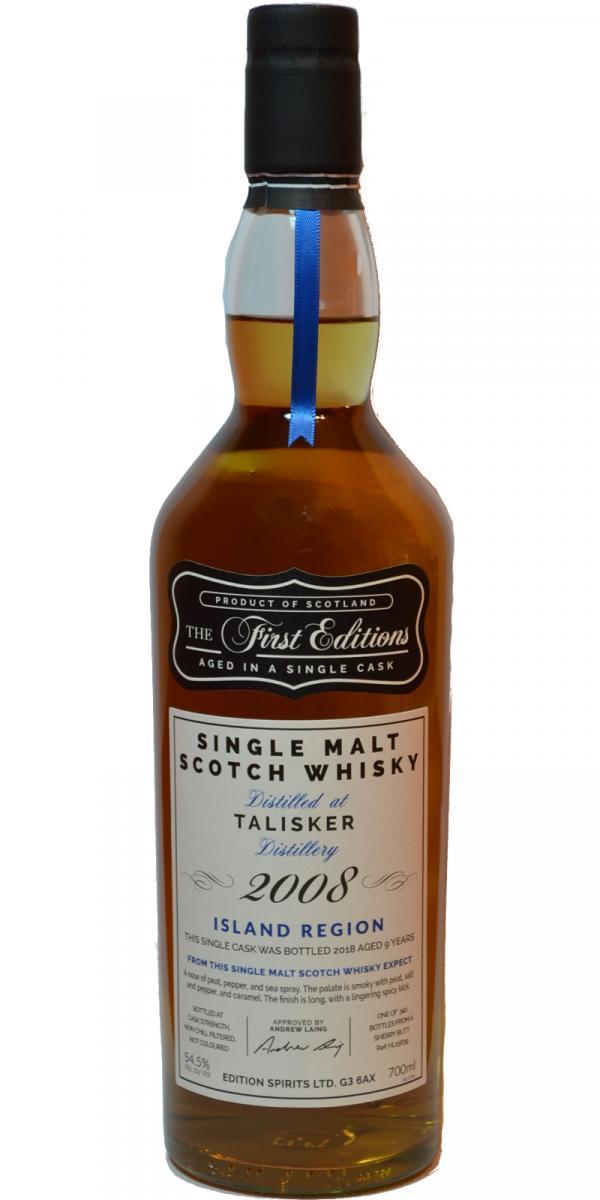 PRODUCT OF SCOTLAND
THE First Editions
AGED IN A SINGLE CASK
SINGLE MALT
SCOTCH WHISKY
Distilled at
TALISKER
Distillery
2008
ISLAND REGION
THIS SINGLE CASK WAS BOTTLED 2018 AGED 9 YEARS
FROM THIS SINGLE MALT SCOTCH WHISKY EXPECT
A nose of peat, pepper, and sea spray. The palate is smoky with peat, salt
and pepper, and caramel. The finish is long, with a lingering spicy kick.
BOTTLED AT
CASK STRENGTH,
NON CHILL FILTERED,
NOT COLOURED
54.5%
Alc. by Vol
APPROVED BY
ANDREW LAING
ONE OF 342
BOTTLES FROM A
SHERRY BUTT
700ml
EDITION SPIRITS LTD. G3 6AX